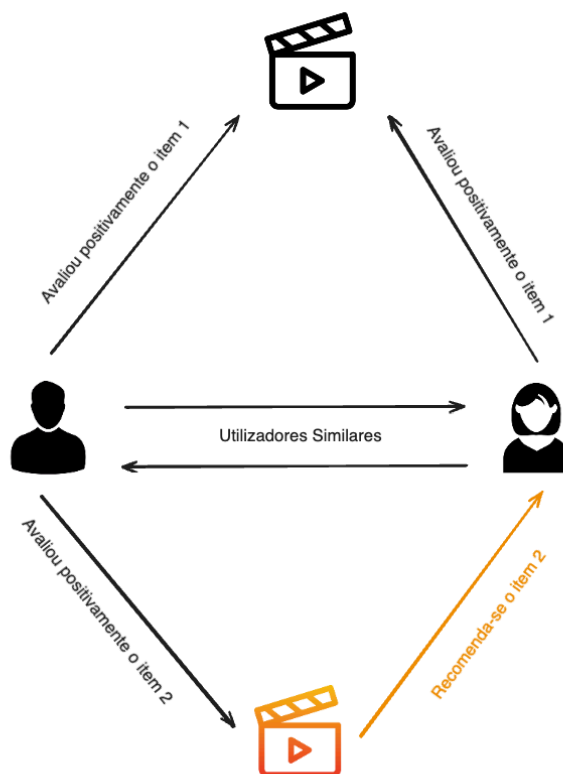 Avaliou positivamente o item 1
Avaliou positivamente o item 1
Utilizadores Similares
Avaliou positivamente o item 2
Recomenda-se o item 2